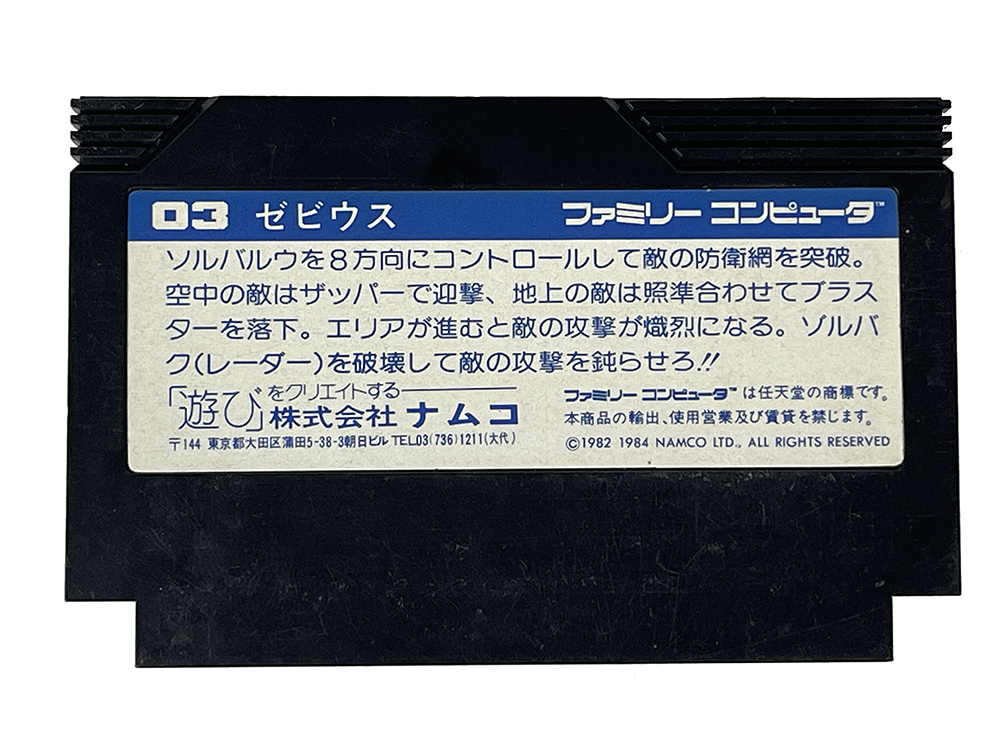 03 ゼビウス ファミリー コンピュータ™
ソルバルウを8方向にコントロールして敵の防衛網を突破。
空中の敵はザッパーで迎撃、地上の敵は照準合わせてブラス
ターを落下。エリアが進むと敵の攻撃が熾烈になる。ゾルバ
ク(レーダー)を破壊して敵の攻撃を鈍らせろ!!
「遊び」をクリエイトする
株式会社 ナムコ
〒144 東京都大田区蒲田5-38-3朝日ビル TEL.03(736)1211(大代)
ファミリー コンピュータ™ は任天堂の商標です。
本商品の輸出、使用営業及び賃貸を禁じます。
©1982 1984 NAMCO LTD., ALL RIGHTS RESERVED